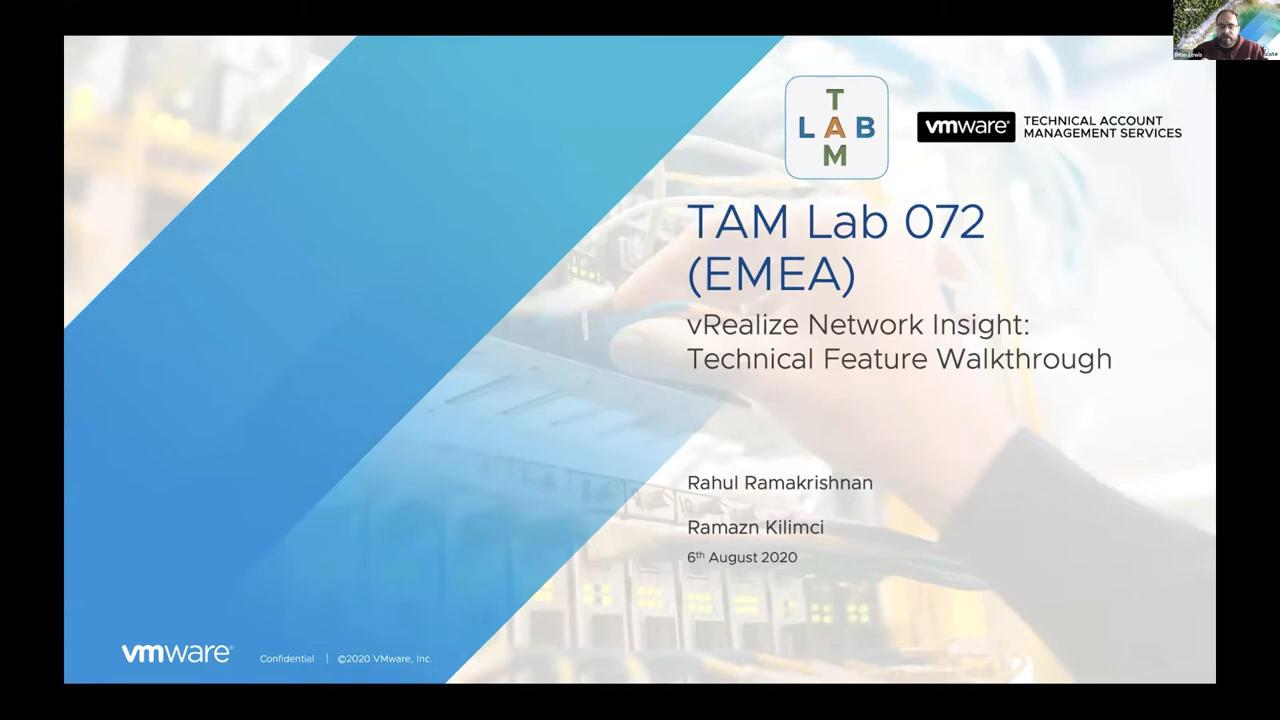 T
LAB
M
vmware® TECHNICAL ACCOUNT
MANAGEMENT SERVICES
TAM Lab 072
(EMEA)
vRealize Network Insight:
Technical Feature Walkthrough
Rahul Ramakrishnan
Ramazn Kilimci
6th August 2020
vmware® Confidential | ©2020 VMware, Inc.